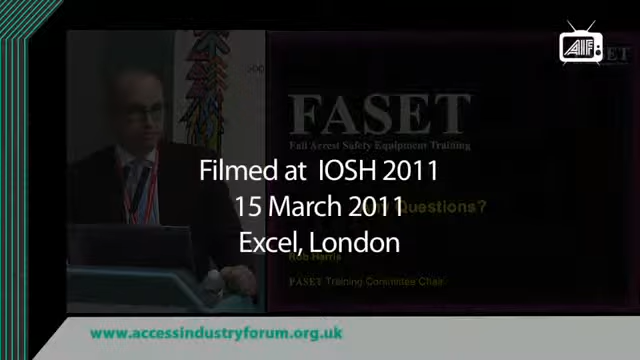 AIF
FASET
Fall Arrest Safety Equipment Training
Filmed at IOSH 2011
15 March 2011
Questions?
Excel, London
Rob Harris
FASET Training Committee Chair
www.accessindustryforum.org.uk